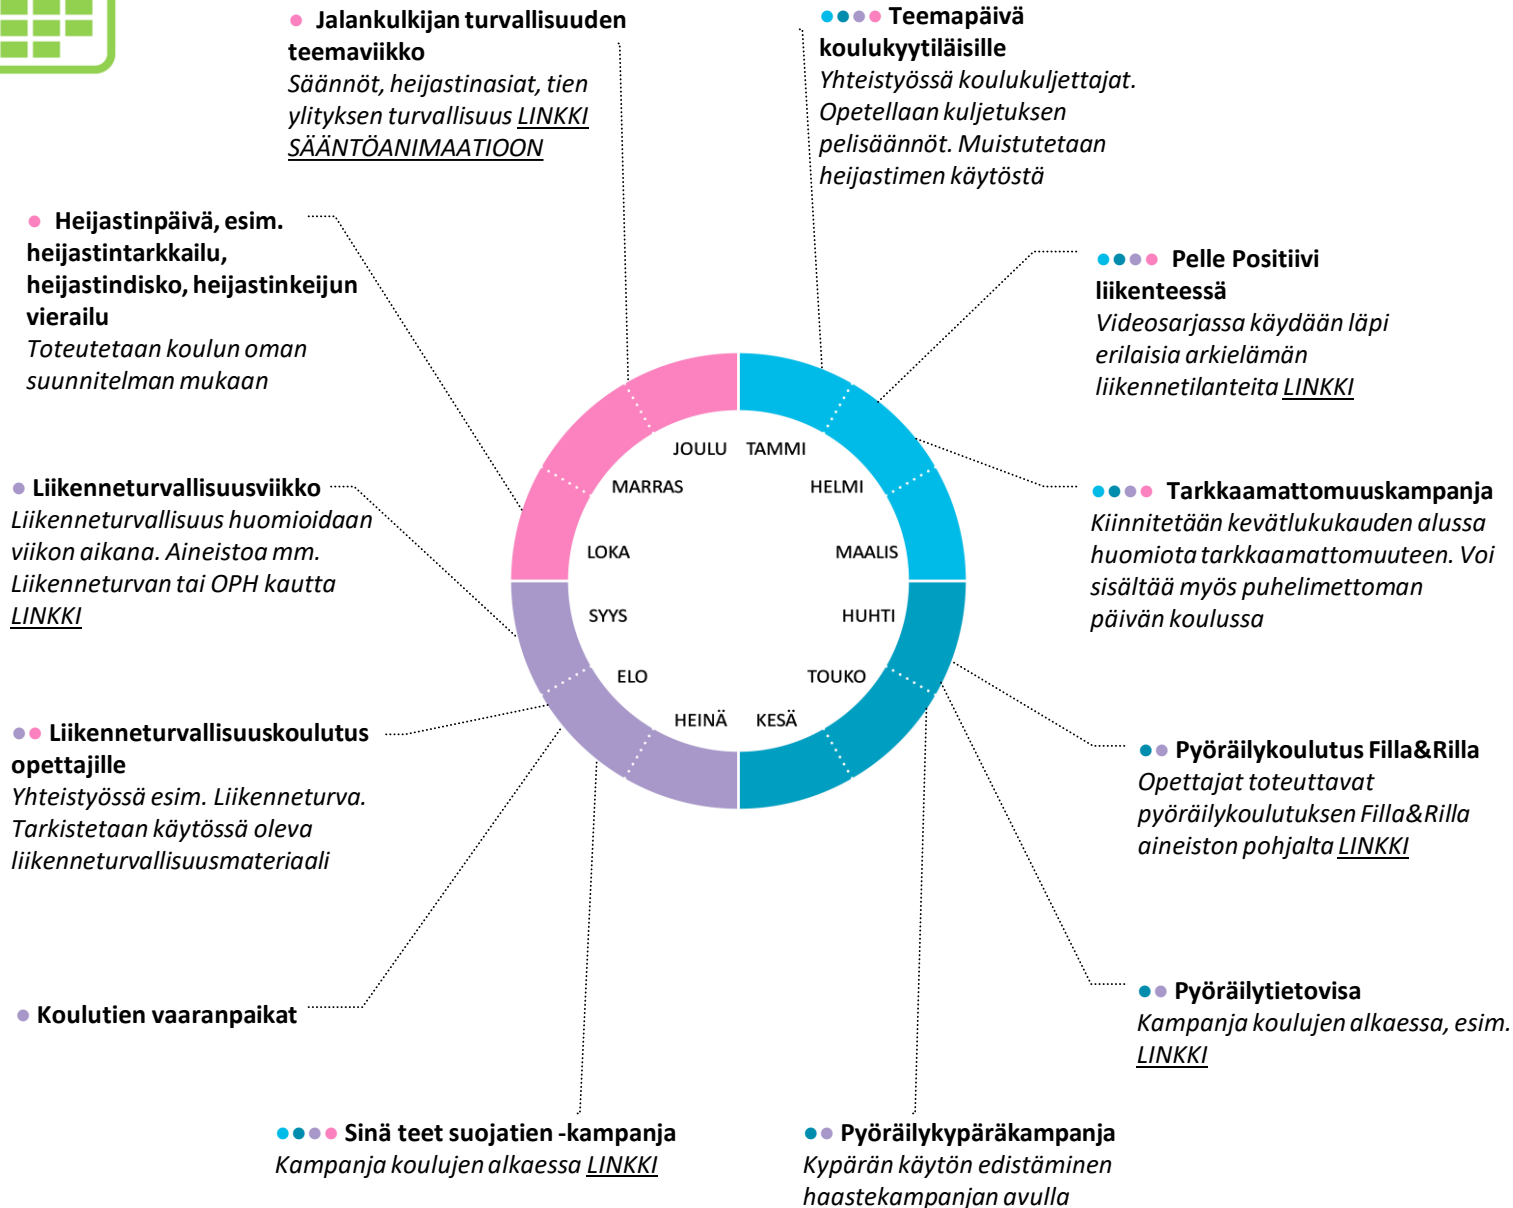 Jalankulkijan turvallisuuden
teemaviikko
Säännöt, heijastinasiat, tien
ylityksen turvallisuus LINKKI
SÄÄNTÖANIMAATIOON
Teemapäivä
koulukyytiläisille
Yhteistyössä koulukuljettajat.
Opetellaan kuljetuksen
pelisäännöt. Muistutetaan
heijastimen käytöstä
Heijastinpäivä, esim.
heijastintarkkailu,
heijastindisko, heijastinkeijun
vierailu
Toteutetaan koulun oman
suunnitelman mukaan
Pelle Positiivi
liikenteessä
Videosarjassa käydään läpi
erilaisia arkielämän
liikennetilanteita LINKKI
Liikenneturvallisuusviikko
Liikenneturvallisuus huomioidaan
viikon aikana. Aineistoa mm.
Liikenneturvan tai OPH kautta
LINKKI
Tarkkaamattomuuskampanja
Kiinnitetään kevätlukukauden alussa
huomiota tarkkaamattomuuteen. Voi
sisältää myös puhelimettoman
päivän koulussa
JOULU TAMMI
MARRAS HELMI
LOKA MAALIS
SYYS HUHTI
ELO TOUKO
HEINÄ KESÄ
Liikenneturvallisuuskoulutus
opettajille
Yhteistyössä esim. Liikenneturva.
Tarkistetaan käytössä oleva
liikenneturvallisuusmateriaali
Pyöräilykoulutus Filla&Rilla
Opettajat toteuttavat
pyöräilykoulutuksen Filla&Rilla
aineiston pohjalta LINKKI
Koulutien vaaranpaikat
Pyöräilytietovisa
Kampanja koulujen alkaessa, esim.
LINKKI
Sinä teet suojatien -kampanja
Kampanja koulujen alkaessa LINKKI
Pyöräilykypäräkampanja
Kypärän käytön edistäminen
haastekampanjan avulla